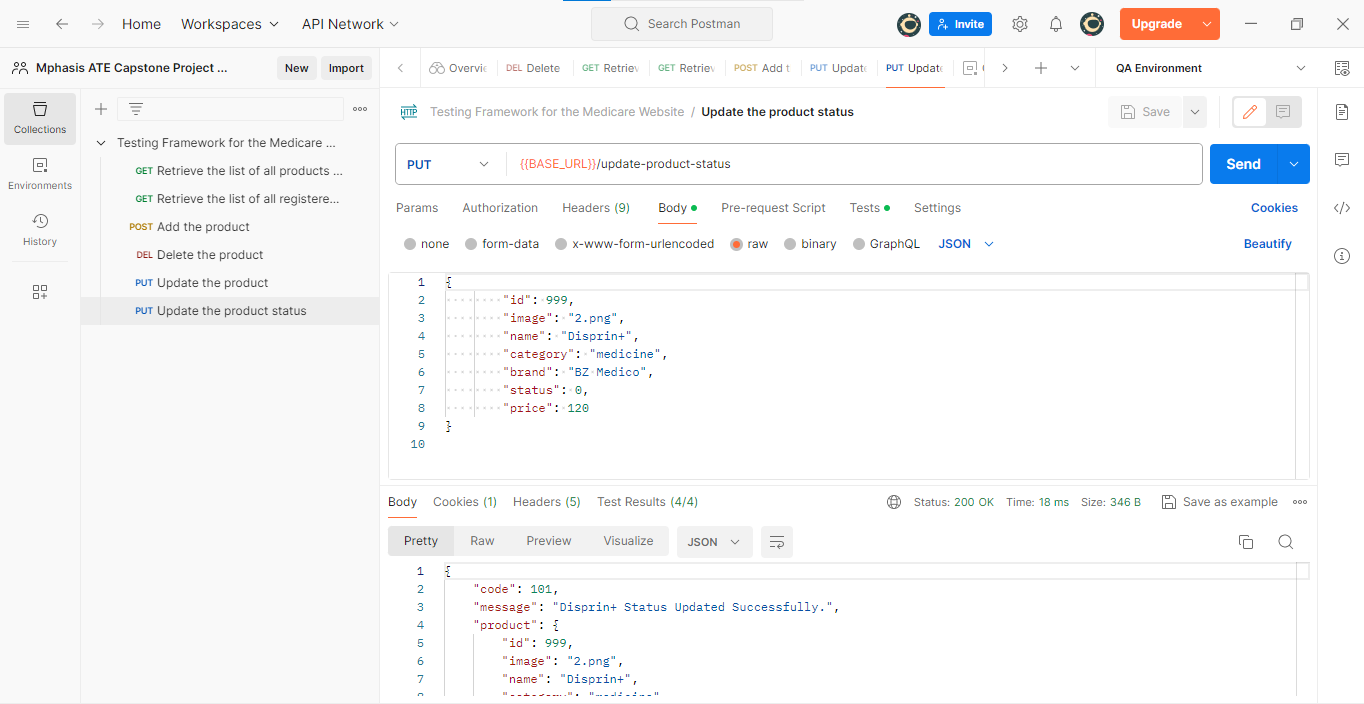 Home Workspaces API Network Search Postman Invite Upgrade
Mphasis ATE Capstone Project ... New Import
Overvie DEL Delete GET Retriev GET Retriev POST Add t PUT Update PUT Update QA Environment
Collections
Environments
History
Testing Framework for the Medicare ...
GET Retrieve the list of all products ...
GET Retrieve the list of all registere...
POST Add the product
DEL Delete the product
PUT Update the product
PUT Update the product status
HTTP Testing Framework for the Medicare Website / Update the product status Save
PUT {{BASE_URL}}/update-product-status Send
Params Authorization Headers (9) Body Pre-request Script Tests Settings Cookies
none form-data x-www-form-urlencoded raw binary GraphQL JSON Beautify
1 {
2 "id": 999,
3 "image": "2.png",
4 "name": "Disprin+",
5 "category": "medicine",
6 "brand": "BZ Medico",
7 "status": 0,
8 "price": 120
9 }
10
Body Cookies (1) Headers (5) Test Results (4/4) Status: 200 OK Time: 18 ms Size: 346 B Save as example
Pretty Raw Preview Visualize JSON
1 {
2 "code": 101,
3 "message": "Disprin+ Status Updated Successfully.",
4 "product": {
5 "id": 999,
6 "image": "2.png",
7 "name": "Disprin+",
8 "category": "medicine"